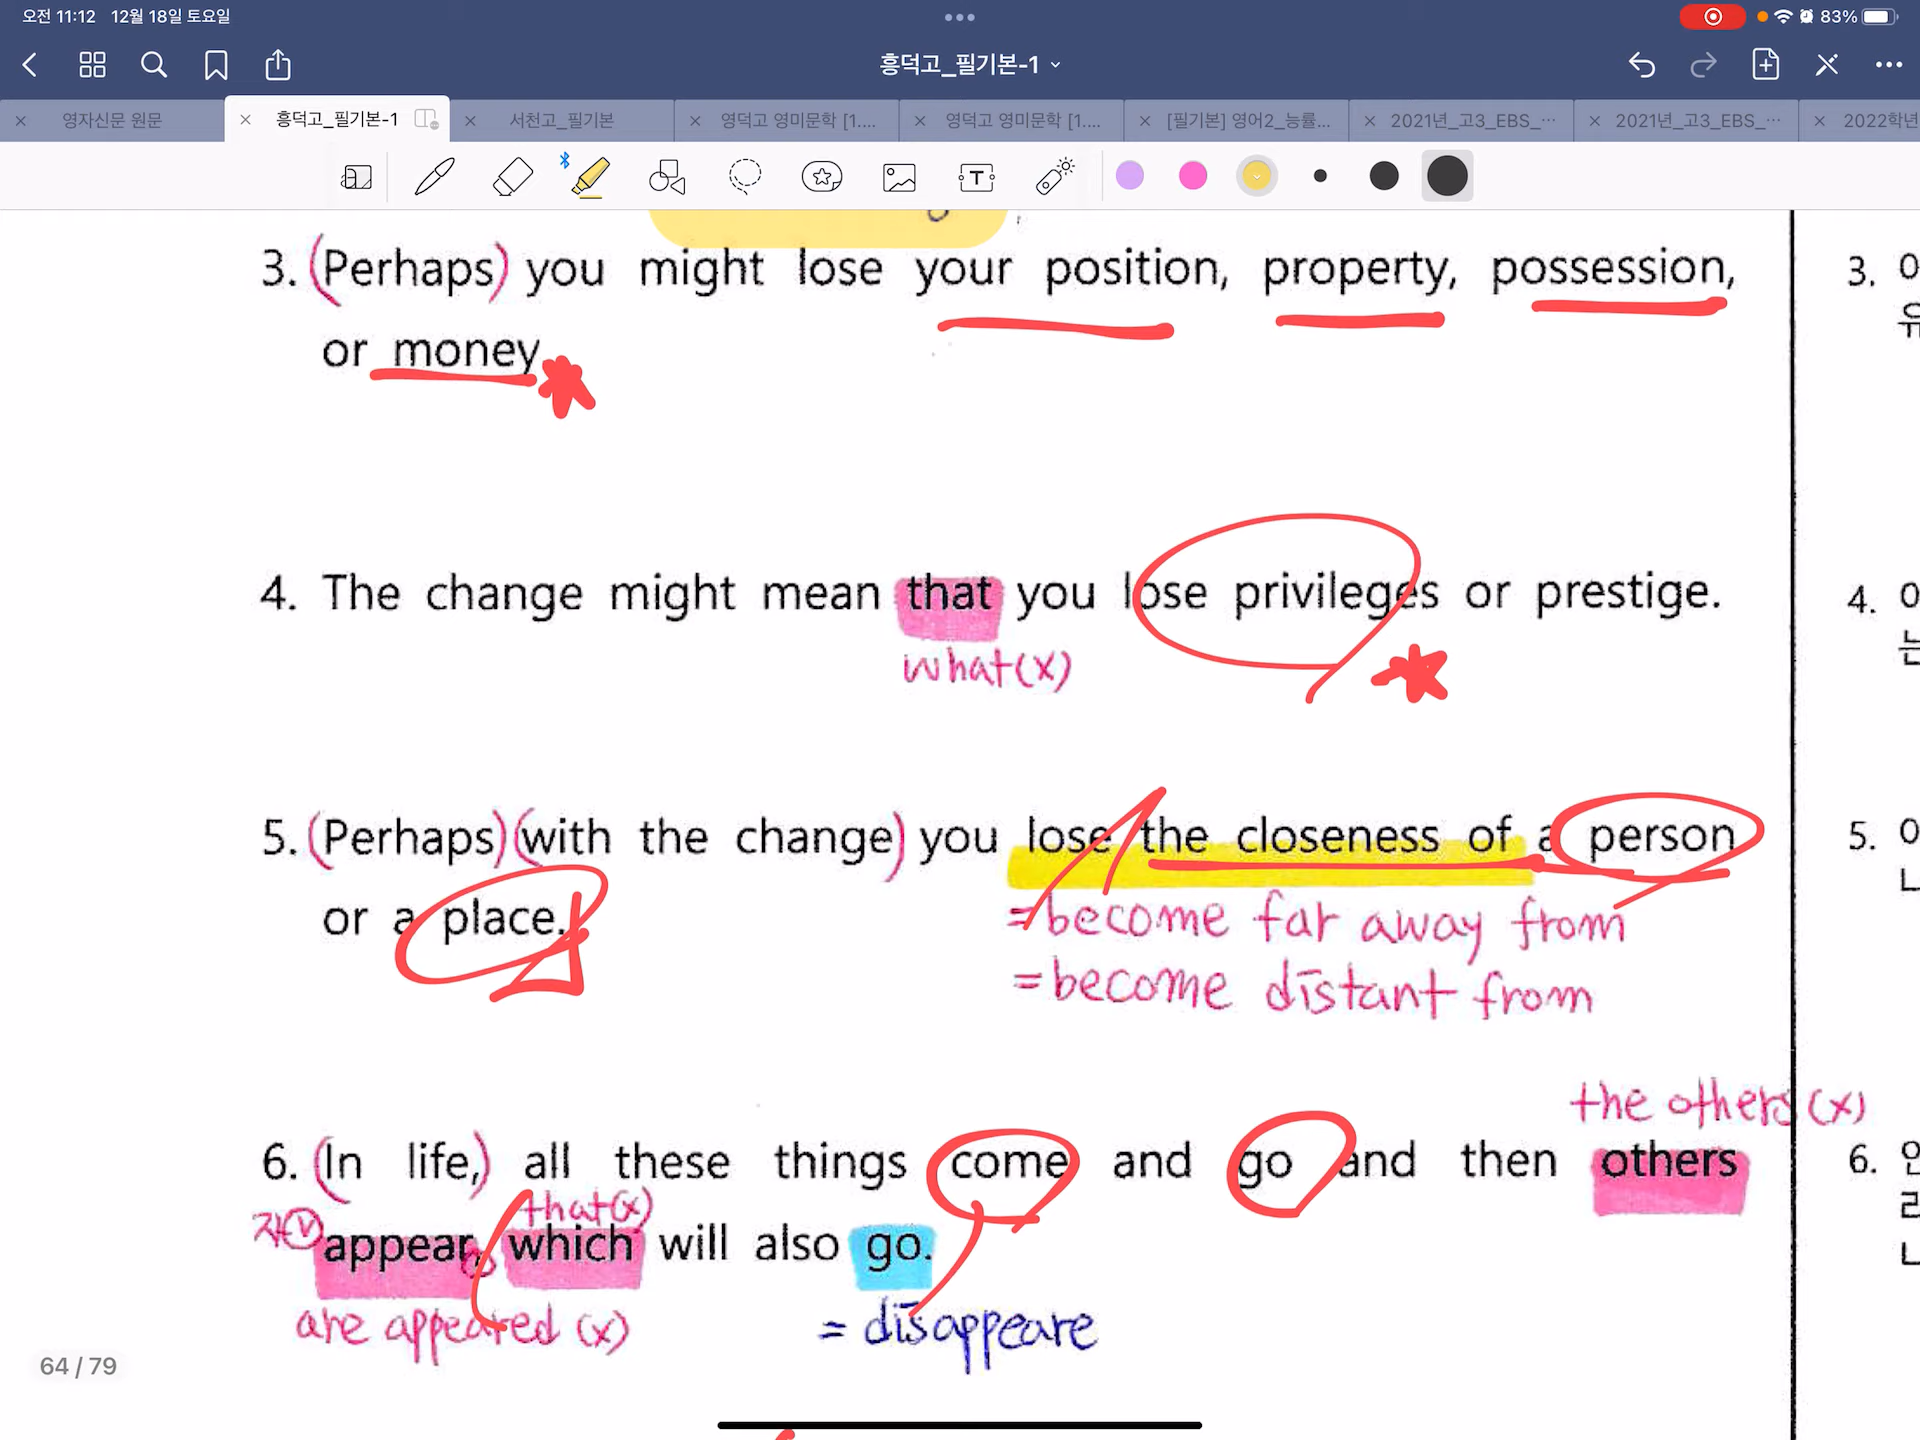 오전 11:12 12월 18일 토요일
83%
흥덕고_필기본-1
영자신문 원문
흥덕고_필기본-1
서천고_필기본
영덕고 영미문학 [1....
영덕고 영미문학 [1....
[필기본] 영어2_능률...
2021년_고3_EBS_...
2021년_고3_EBS_...
2022학년
3. (Perhaps) you might lose your position, property, possession,
or money
4. The change might mean that you lose privileges or prestige.
what(x)
5. (Perhaps) (with the change) you lose the closeness of a person
or a place.
=become far away from
=become distant from
the others(x)
6. (In life,) all these things come and go and then others
that(x)
자ⓥ appear, which will also go.
are appeared (x)
= disappeare
3.
4.
는
5.
6.
64 / 79